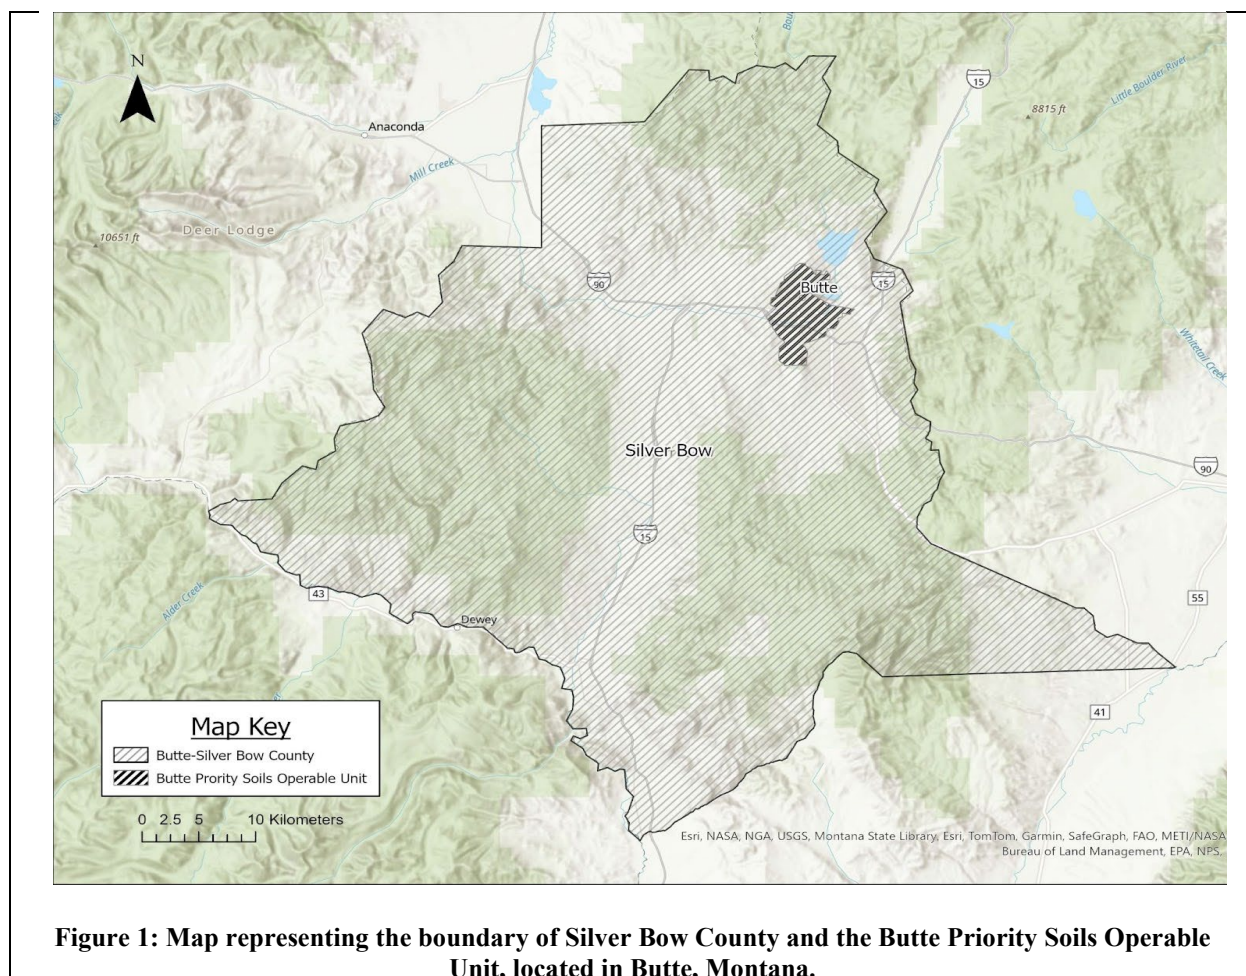 Bou
15
Little Boulder River
8815 ft
N
Anaconda
Mill Creek
Deer Lodge
10651 ft
90
Butte
15
Whitetail Creek
Silver Bow
90
15
43
Alder Creek
55
Dewey
41
Map Key
Butte-Silver Bow County
Butte Prority Soils Operable Unit
0 2.5 5 10 Kilometers
Esri, NASA, NGA, USGS, Montana State Library, Esri, TomTom, Garmin, SafeGraph, FAO, METI/NASA
Bureau of Land Management, EPA, NPS.
Figure 1: Map representing the boundary of Silver Bow County and the Butte Priority Soils Operable
Unit, located in Butte, Montana.